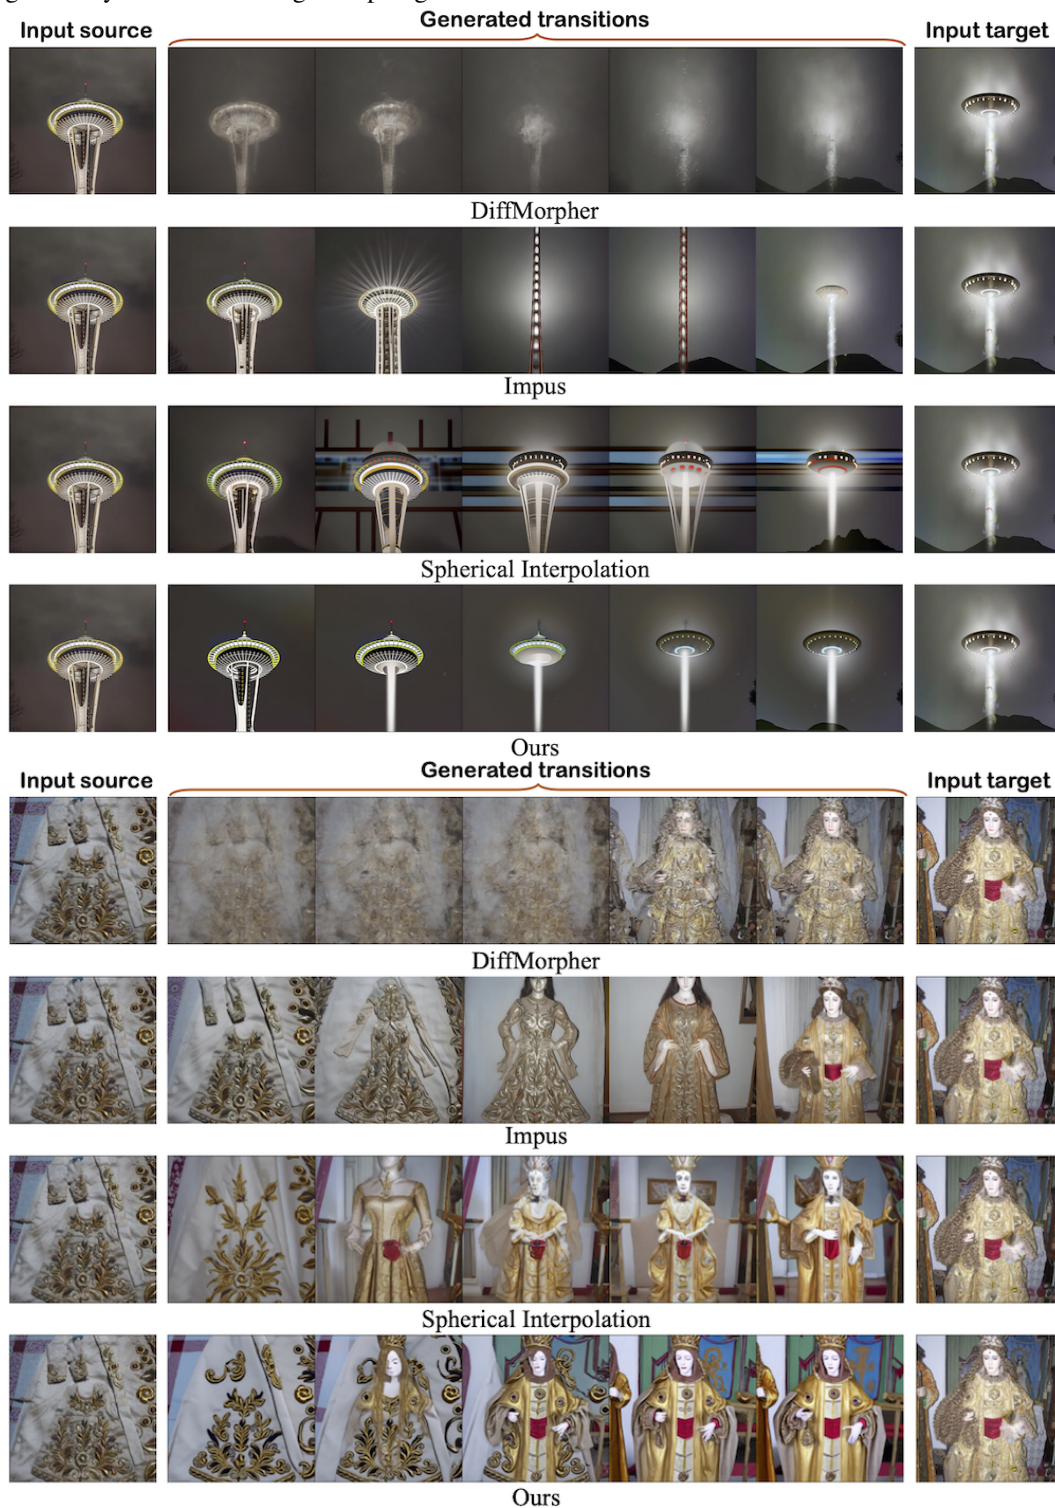 Input source
Generated transitions
Input target
DiffMorpher
Impus
Spherical Interpolation
Ours
Input source
Generated transitions
Input target
DiffMorpher
Impus
Spherical Interpolation
Ours